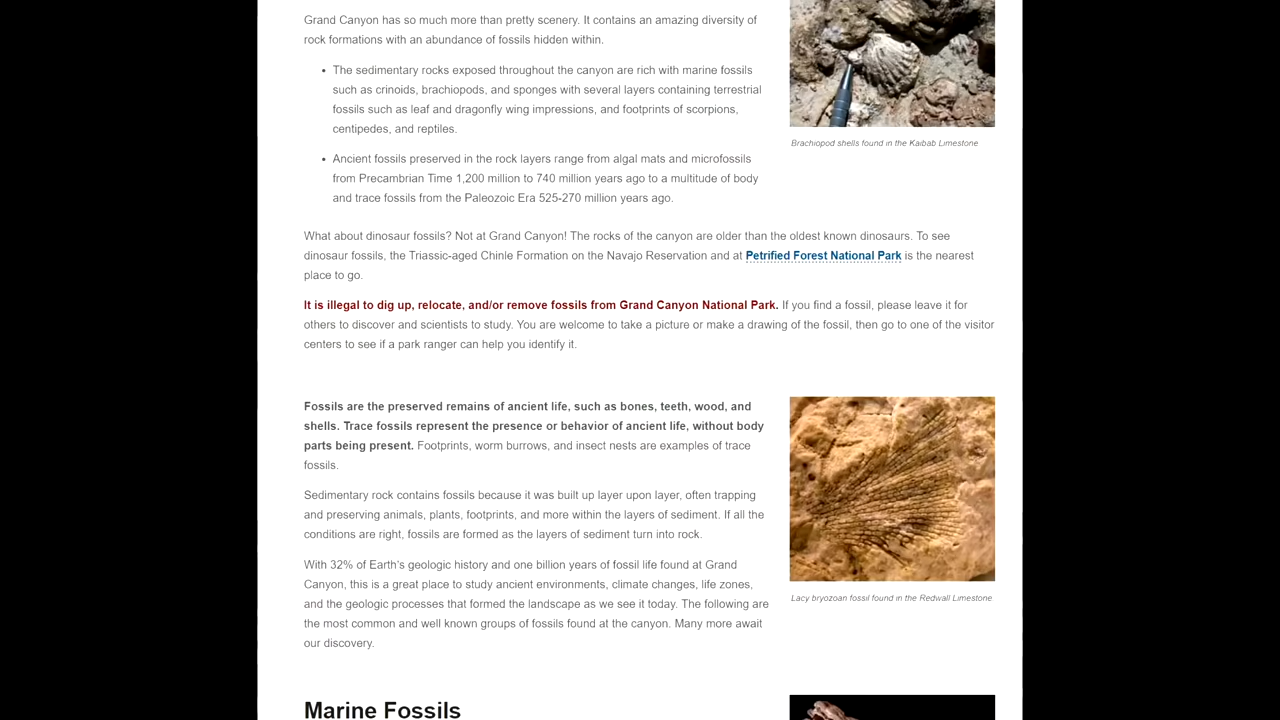 Grand Canyon has so much more than pretty scenery. It contains an amazing diversity of
rock formations with an abundance of fossils hidden within.
• The sedimentary rocks exposed throughout the canyon are rich with marine fossils
such as crinoids, brachiopods, and sponges with several layers containing terrestrial
fossils such as leaf and dragonfly wing impressions, and footprints of scorpions,
centipedes, and reptiles.
• Ancient fossils preserved in the rock layers range from algal mats and microfossils
from Precambrian Time 1,200 million to 740 million years ago to a multitude of body
and trace fossils from the Paleozoic Era 525-270 million years ago.
Brachiopod shells found in the Kaibab Limestone
What about dinosaur fossils? Not at Grand Canyon! The rocks of the canyon are older than the oldest known dinosaurs. To see
dinosaur fossils, the Triassic-aged Chinle Formation on the Navajo Reservation and at Petrified Forest National Park is the nearest
place to go.
It is illegal to dig up, relocate, and/or remove fossils from Grand Canyon National Park. If you find a fossil, please leave it for
others to discover and scientists to study. You are welcome to take a picture or make a drawing of the fossil, then go to one of the visitor
centers to see if a park ranger can help you identify it.
Fossils are the preserved remains of ancient life, such as bones, teeth, wood, and
shells. Trace fossils represent the presence or behavior of ancient life, without body
parts being present. Footprints, worm burrows, and insect nests are examples of trace
fossils.
Sedimentary rock contains fossils because it was built up layer upon layer, often trapping
and preserving animals, plants, footprints, and more within the layers of sediment. If all the
conditions are right, fossils are formed as the layers of sediment turn into rock.
With 32% of Earth's geologic history and one billion years of fossil life found at Grand
Canyon, this is a great place to study ancient environments, climate changes, life zones,
and the geologic processes that formed the landscape as we see it today. The following are
the most common and well known groups of fossils found at the canyon. Many more await
our discovery.
Lacy bryozoan fossil found in the Redwall Limestone
Marine Fossils